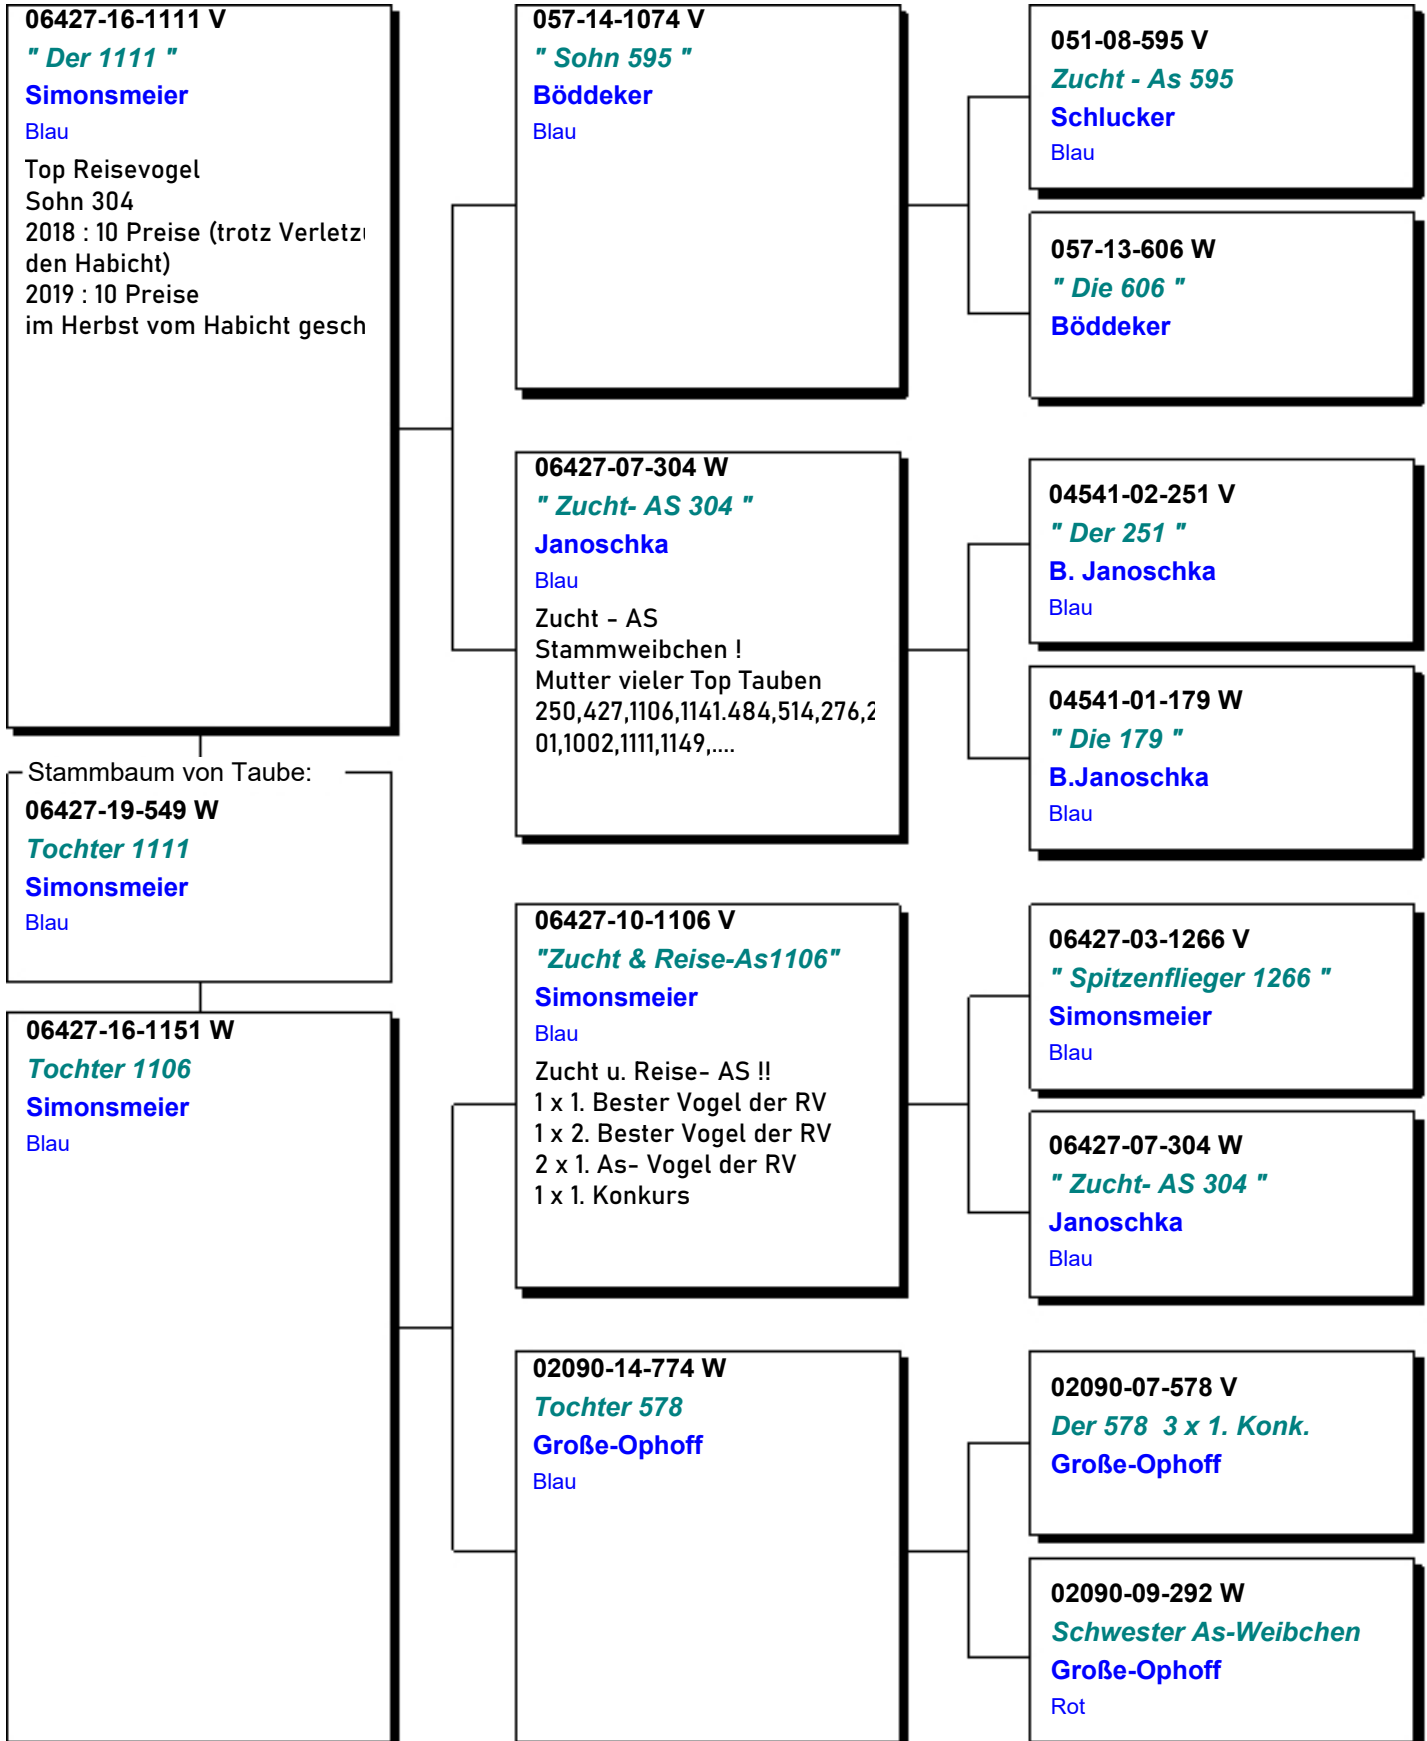 06427-16-1111 V
" Der 1111 "
Simonsmeier
Blau
Top Reisevogel
Sohn 304
2018 : 10 Preise (trotz
den Habicht)
2019 : 10 Preise
im Herbst vom Habicht gesch
Stammbaum von Taube:
06427-19-549 W
Tochter 1111
Simonsmeier
Blau
06427-16-1151 W
Tochter 1106
Simonsmeier
Blau
057-14-1074 V
" Sohn 595 "
Böddeker
Blau
06427-07-304 W
" Zucht- AS 304 "
Janoschka
Blau
Zucht - AS
Stammweibchen !
Mutter vieler Top Tauben
250,427,1106,1141.484,514,276,2
01,1002,1111,1149,....
06427-10-1106 V
"Zucht & Reise-As1106"
Simonsmeier
Blau
Zucht u. Reise- AS !!
1 x 1. Bester Vogel der RV
1 x 2. Bester Vogel der RV
2 x 1. As- Vogel der RV
1 x 1. Konkurs
02090-14-774 W
Tochter 578
Große-Ophoff
Blau
051-08-595 V
Zucht - As 595
Schlucker
Blau
057-13-606 W
" Die 606 "
Böddeker
04541-02-251 V
" Der 251 "
B. Janoschka
Blau
04541-01-179 W
" Die 179 "
B.Janoschka
Blau
06427-03-1266 V
" Spitzenflieger 1266 "
Simonsmeier
Blau
06427-07-304 W
" Zucht- AS 304 "
Janoschka
Blau
02090-07-578 V
Der 578  3 x 1. Konk.
Große-Ophoff
02090-09-292 W
Schwester As-Weibchen
Große-Ophoff
Rot